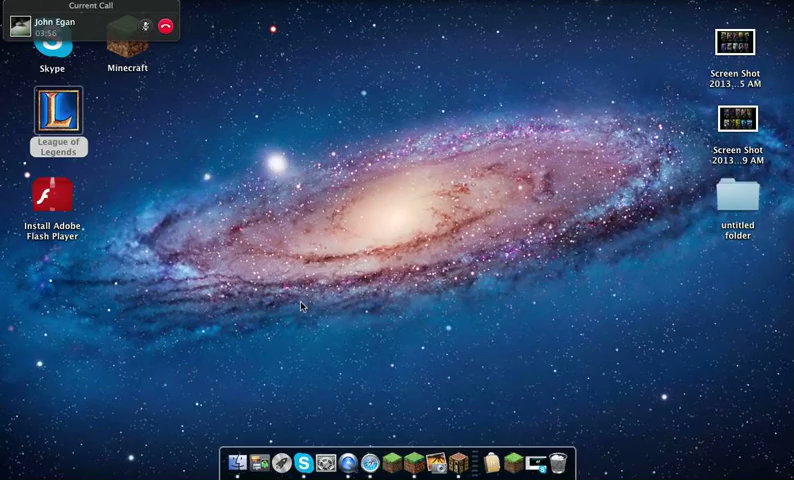 Current Call
John Egan
03:56
Skype
Minecraft
League of
Legends
Install Adobe
Flash Player
Screen Shot
2013...5 AM
Screen Shot
2013...9 AM
untitled
folder